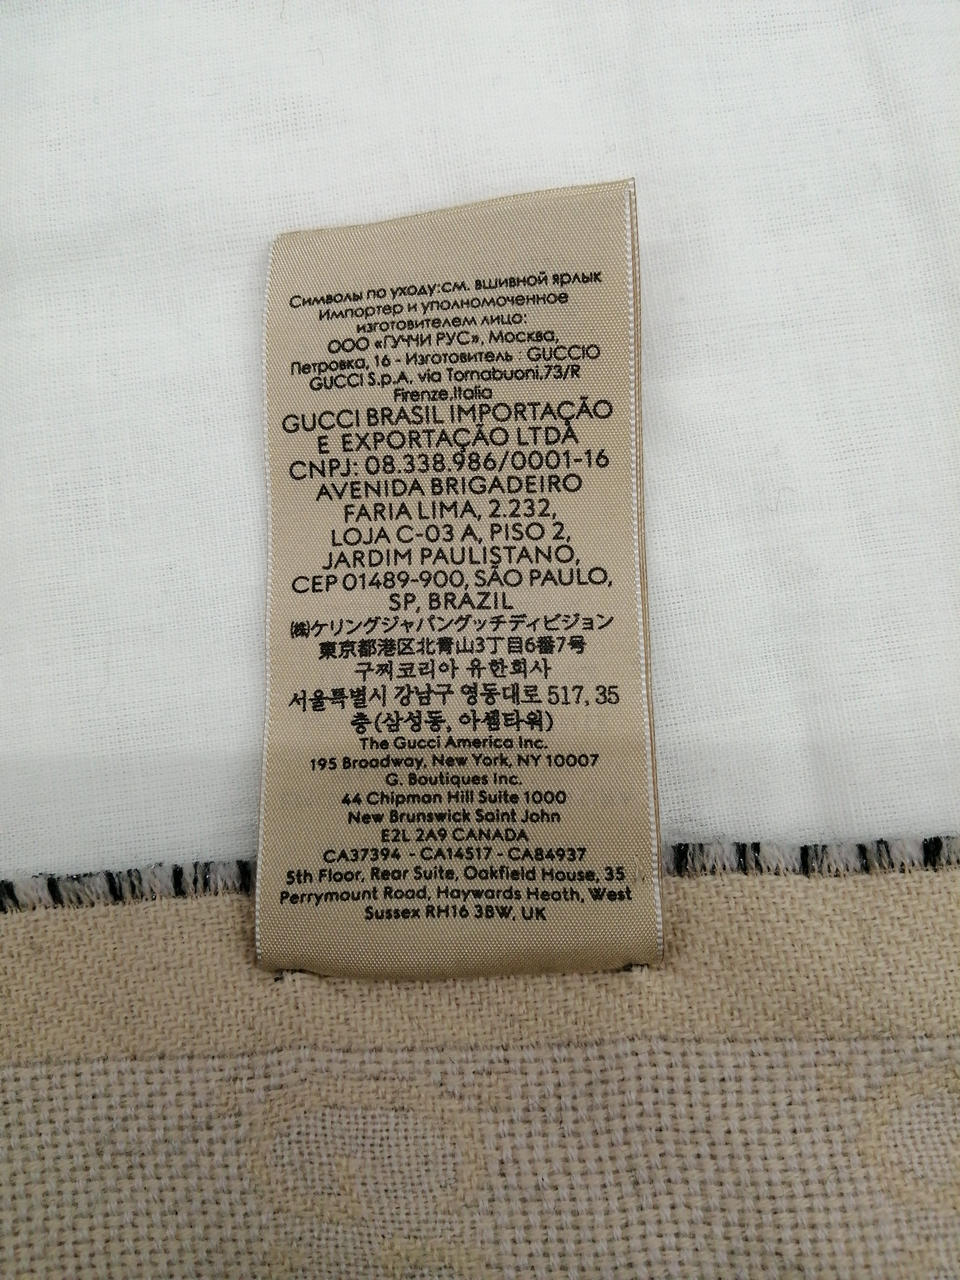 Символы по уходу:см. вшивной ярлык
Импортер и уполномоченное
изготовителем лицо:
ООО «ГУЧЧИ РУС», Москва,
Петровка, 16 - Изготовитель : GUCCIO
GUCCI S.p.A. via Tornabuoni,73/R
Firenze,Italia
GUCCI BRASIL IMPORTAÇÃO
E EXPORTAÇÃO LTDA
CNPJ: 08.338.986/0001-16
AVENIDA BRIGADEIRO
FARIA LIMA, 2.232,
LOJA C-03 A, PISO 2,
JARDIM PAULISTANO,
CEP 01489-900, SÃO PAULO,
SP, BRAZIL
㈱ケリングジャパングッチディビジョン
東京都港区北青山3丁目6番7号
구찌코리아 유한회사
서울특별시 강남구 영동대로 517, 35
층(삼성동, 아셈타워)
The Gucci America Inc.
195 Broadway, New York, NY 10007
G. Boutiques Inc.
44 Chipman Hill Suite 1000
New Brunswick Saint John
E2L 2A9 CANADA
CA37394 - CA14517 - CA84937
5th Floor, Rear Suite, Oakfield House, 35
Perrymount Road, Haywards Heath, West
Sussex RH16 3BW, UK